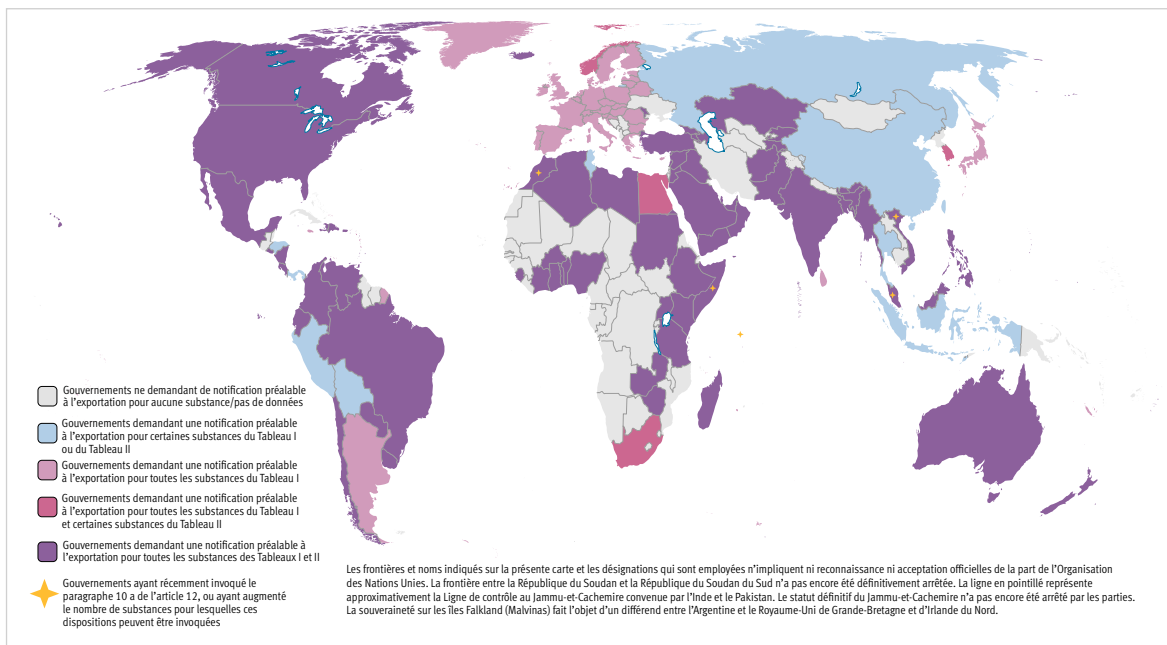 Gouvernements ne demandant de notification préalable
à l'exportation pour aucune substance/pas de données
Gouvernements demandant une notification préalable
à l'exportation pour certaines substances du Tableau I
ou du Tableau II
Gouvernements demandant une notification préalable
à l'exportation pour toutes les substances du Tableau I
Gouvernements demandant une notification préalable
à l'exportation pour toutes les substances du Tableau I
et certaines substances du Tableau II
Gouvernements demandant une notification préalable à
l'exportation pour toutes les substances des Tableaux I et II
Gouvernements ayant récemment invoqué le
paragraphe 10 a de l'article 12, ou ayant augmenté
le nombre de substances pour lesquelles ces
dispositions peuvent être invoquées
Les frontières et noms indiqués sur la présente carte et les désignations qui sont employées n'impliquent ni reconnaissance ni acceptation officielles de la part de l'Organisation
des Nations Unies. La frontière entre la République du Soudan et la République du Soudan du Sud n'a pas encore été définitivement arrêtée. La ligne en pointillé représente
approximativement la Ligne de contrôle au Jammu-et-Cachemire convenue par l'Inde et le Pakistan. Le statut définitif du Jammu-et-Cachemire n'a pas encore été arrêté par les parties.
La souveraineté sur les îles Falkland (Malvinas) fait l'objet d'un différend entre l'Argentine et le Royaume-Uni de Grande-Bretagne et d'Irlande du Nord.